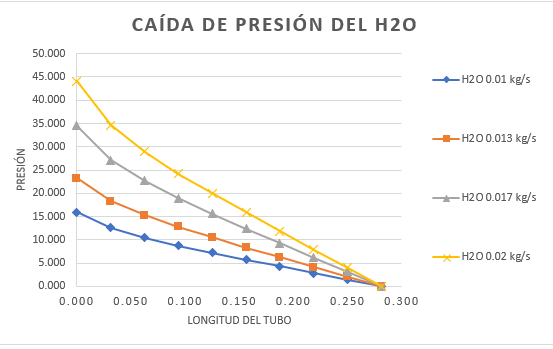 CAÍDA DE PRESIÓN DEL H2O
50.000
45.000
40.000
35.000
30.000
25.000
20.000
15.000
10.000
5.000
0.000
PRESIÓN
0.000 0.050 0.100 0.150 0.200 0.250 0.300
LONGITUD DEL TUBO
H2O 0.01 kg/s
H2O 0.013 kg/s
H2O 0.017 kg/s
H2O 0.02 kg/s